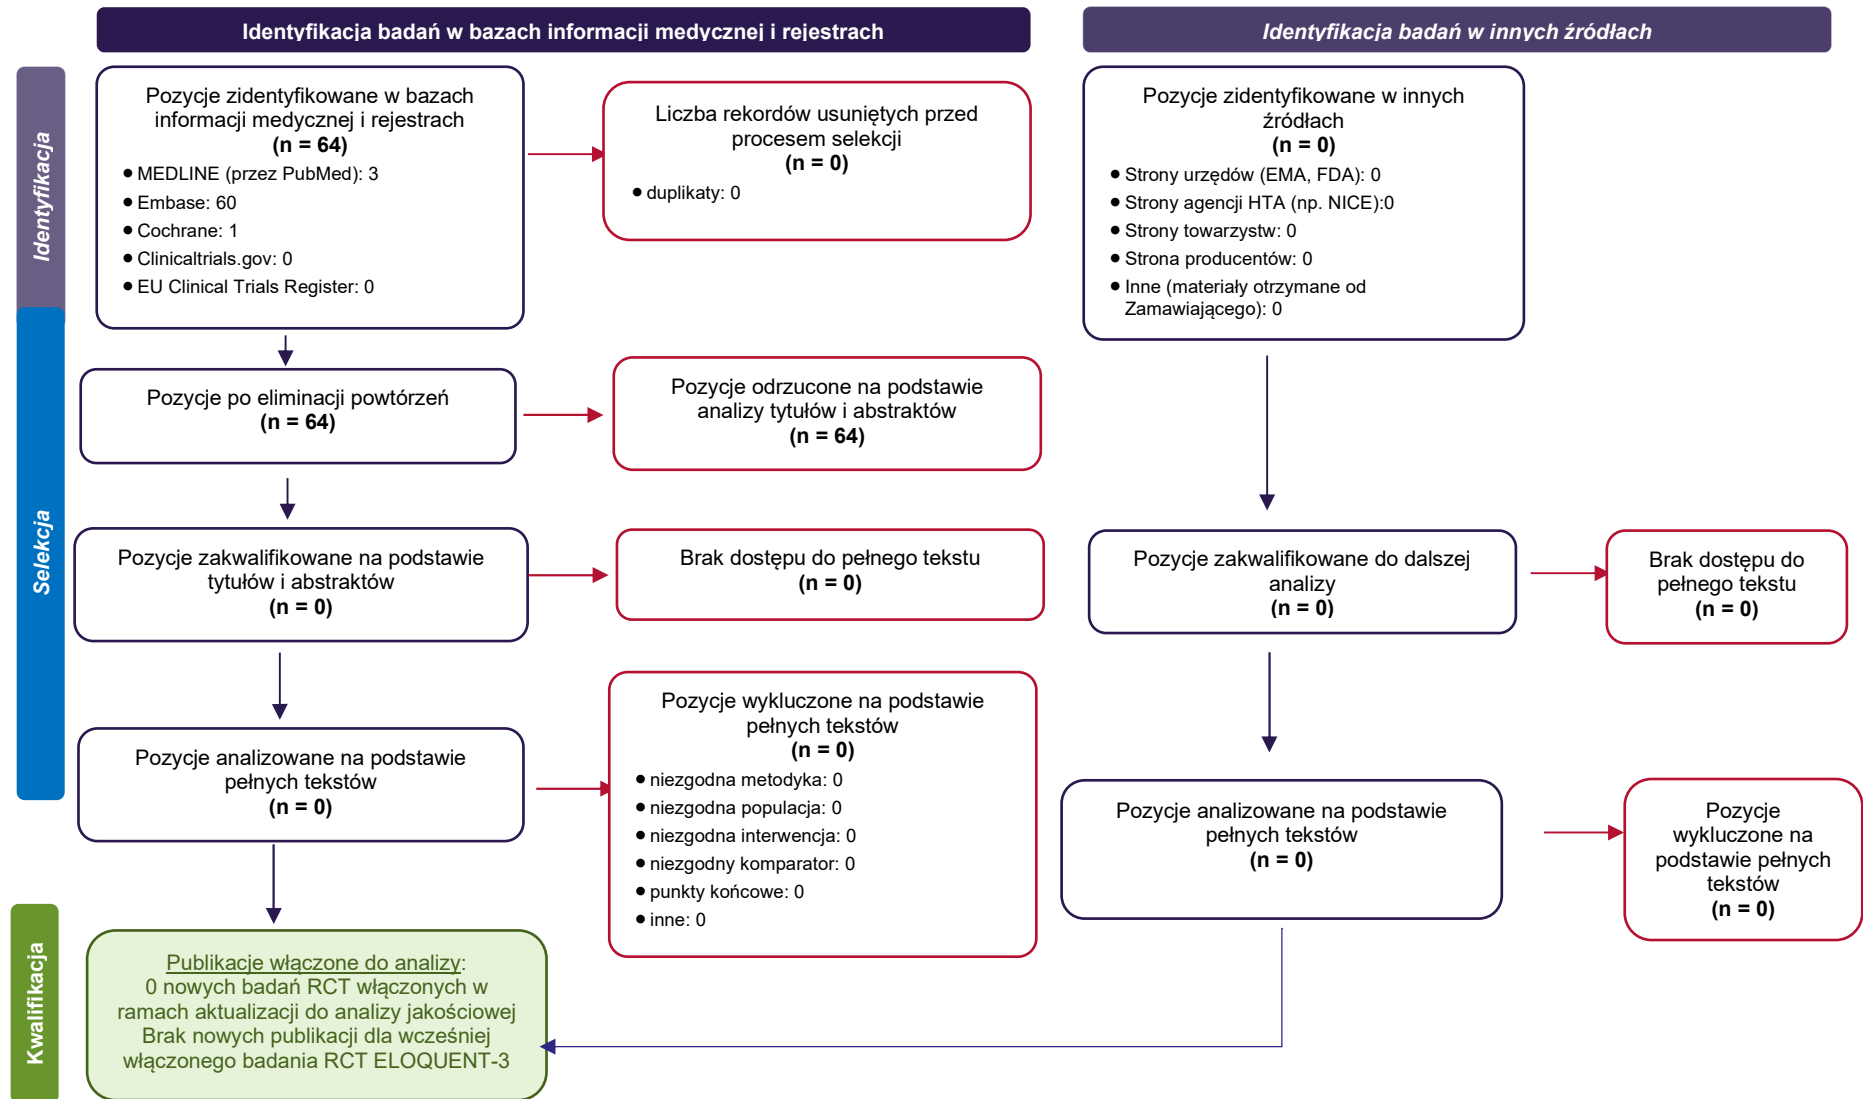 Identyfikacja badań w bazach informacji medycznej i rejestrach
Identyfikacja badań w innych źródłach
Identyfikacja
Pozycje zidentyfikowane w bazach
informacji medycznej i rejestrach
(n = 64)
• MEDLINE (przez PubMed): 3
• Embase: 60
• Cochrane: 1
• Clinicaltrials.gov: 0
• EU Clinical Trials Register: 0
Liczba rekordów usuniętych przed
procesem selekcji
(n = 0)
• duplikaty: 0
Pozycje zidentyfikowane w innych
źródłach
(n = 0)
• Strony urzędów (EMA, FDA): 0
• Strony agencji HTA (np. NICE):0
• Strony towarzystw: 0
• Strona producentów: 0
• Inne (materiały otrzymane od
Zamawiającego): 0
Selekcja
Pozycje po eliminacji powtórzeń
(n = 64)
Pozycje odrzucone na podstawie
analizy tytułów i abstraktów
(n = 64)
Pozycje zakwalifikowane na podstawie
tytułów i abstraktów
(n = 0)
Brak dostępu do pełnego tekstu
(n = 0)
Pozycje zakwalifikowane do dalszej
analizy
(n = 0)
Brak dostępu do
pełnego tekstu
(n = 0)
Pozycje analizowane na podstawie
pełnych tekstów
(n = 0)
Pozycje wykluczone na podstawie
pełnych tekstów
(n = 0)
• niezgodna metodyka: 0
• niezgodna populacja: 0
• niezgodna interwencja: 0
• niezgodny komparator: 0
• punkty końcowe: 0
• inne: 0
Pozycje analizowane na podstawie
pełnych tekstów
(n = 0)
Pozycje
wykluczone na
podstawie pełnych
tekstów
(n = 0)
Kwalifikacja
Publikacje włączone do analizy:
0 nowych badań RCT włączonych w
ramach aktualizacji do analizy jakościowej
Brak nowych publikacji dla wcześniej
włączonego badania RCT ELOQUENT-3